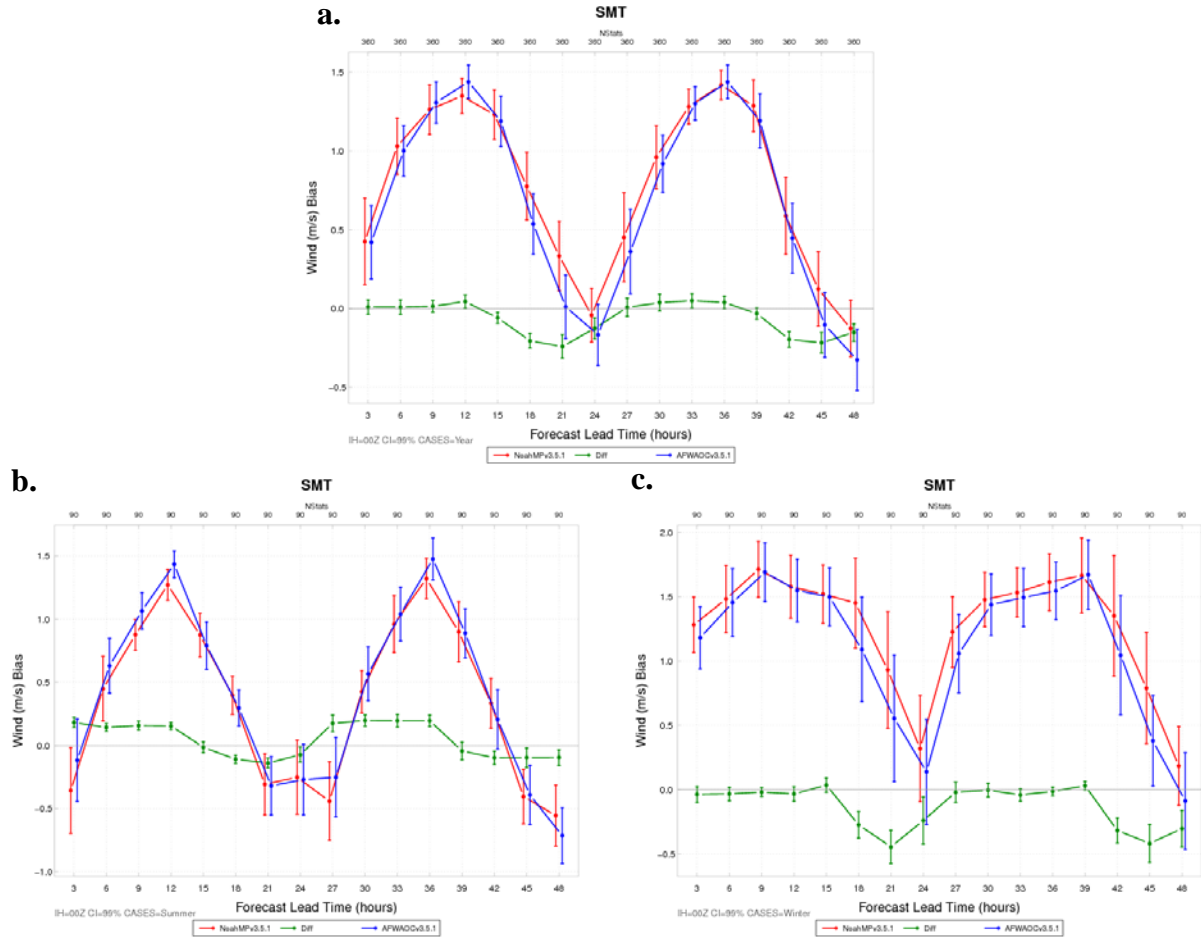 a.
SMT
NStats
360 360 360 360 360 360 360 360 360 360 360 360 360 360 360 360
Wind (m/s) Bias
1.5
1.0
0.5
0.0
−0.5
3 6 9 12 15 18 21 24 27 30 33 36 39 42 45 48
Forecast Lead Time (hours)
IH=00Z CI=99% CASES=Year
NoahMPv3.5.1 Diff AFWAOCv3.5.1
b.
SMT
NStats
90 90 90 90 90 90 90 90 90 90 90 90 90 90 90 90
Wind (m/s) Bias
1.5
1.0
0.5
0.0
−0.5
−1.0
3 6 9 12 15 18 21 24 27 30 33 36 39 42 45 48
Forecast Lead Time (hours)
IH=00Z CI=99% CASES=Summer
NoahMPv3.5.1 Diff AFWAOCv3.5.1
c.
SMT
NStats
90 90 90 90 90 90 90 90 90 90 90 90 90 90 90 90
Wind (m/s) Bias
2.0
1.5
1.0
0.5
0.0
−0.5
3 6 9 12 15 18 21 24 27 30 33 36 39 42 45 48
Forecast Lead Time (hours)
IH=00Z CI=99% CASES=Winter
NoahMPv3.5.1 Diff AFWAOCv3.5.1